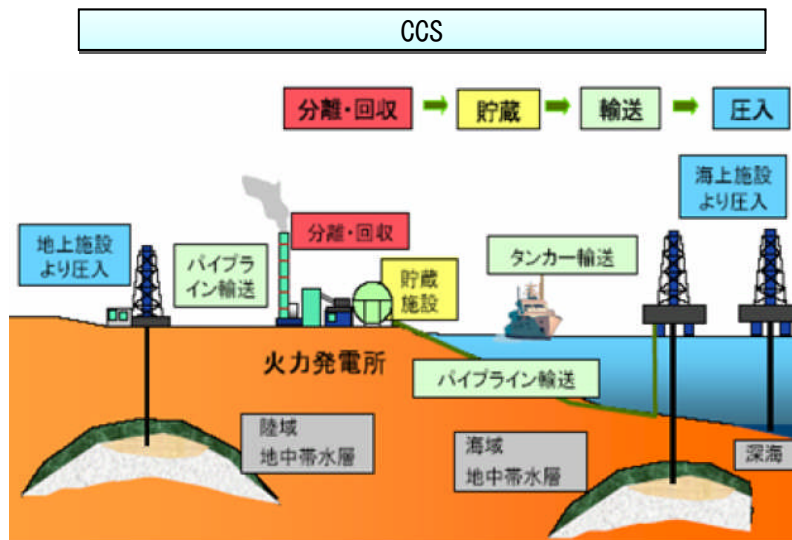 CCS
分離・回収
貯蔵
輸送
圧入
海上施設
より圧入
地上施設
より圧入
パイプラ
イン輸送
分離・回収
貯蔵
施設
タンカー輸送
火力発電所
パイプライン輸送
陸域
地中帯水層
海域
地中帯水層
深海